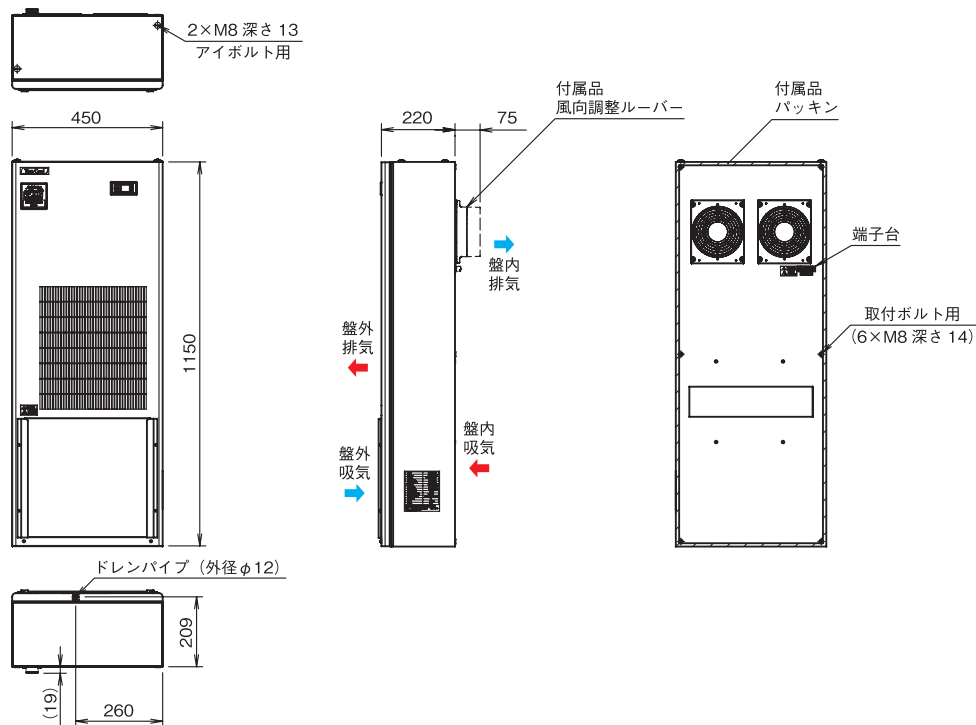 2×M8 深さ 13
アイボルト用
450
220
付属品
風向調整ルーバー
75
付属品
パッキン
盤内
排気
端子台
盤外
排気
1150
取付ボルト用
(6×M8 深さ 14)
盤外
吸気
盤内
吸気
ドレンパイプ（外径φ12）
209
(19)
260